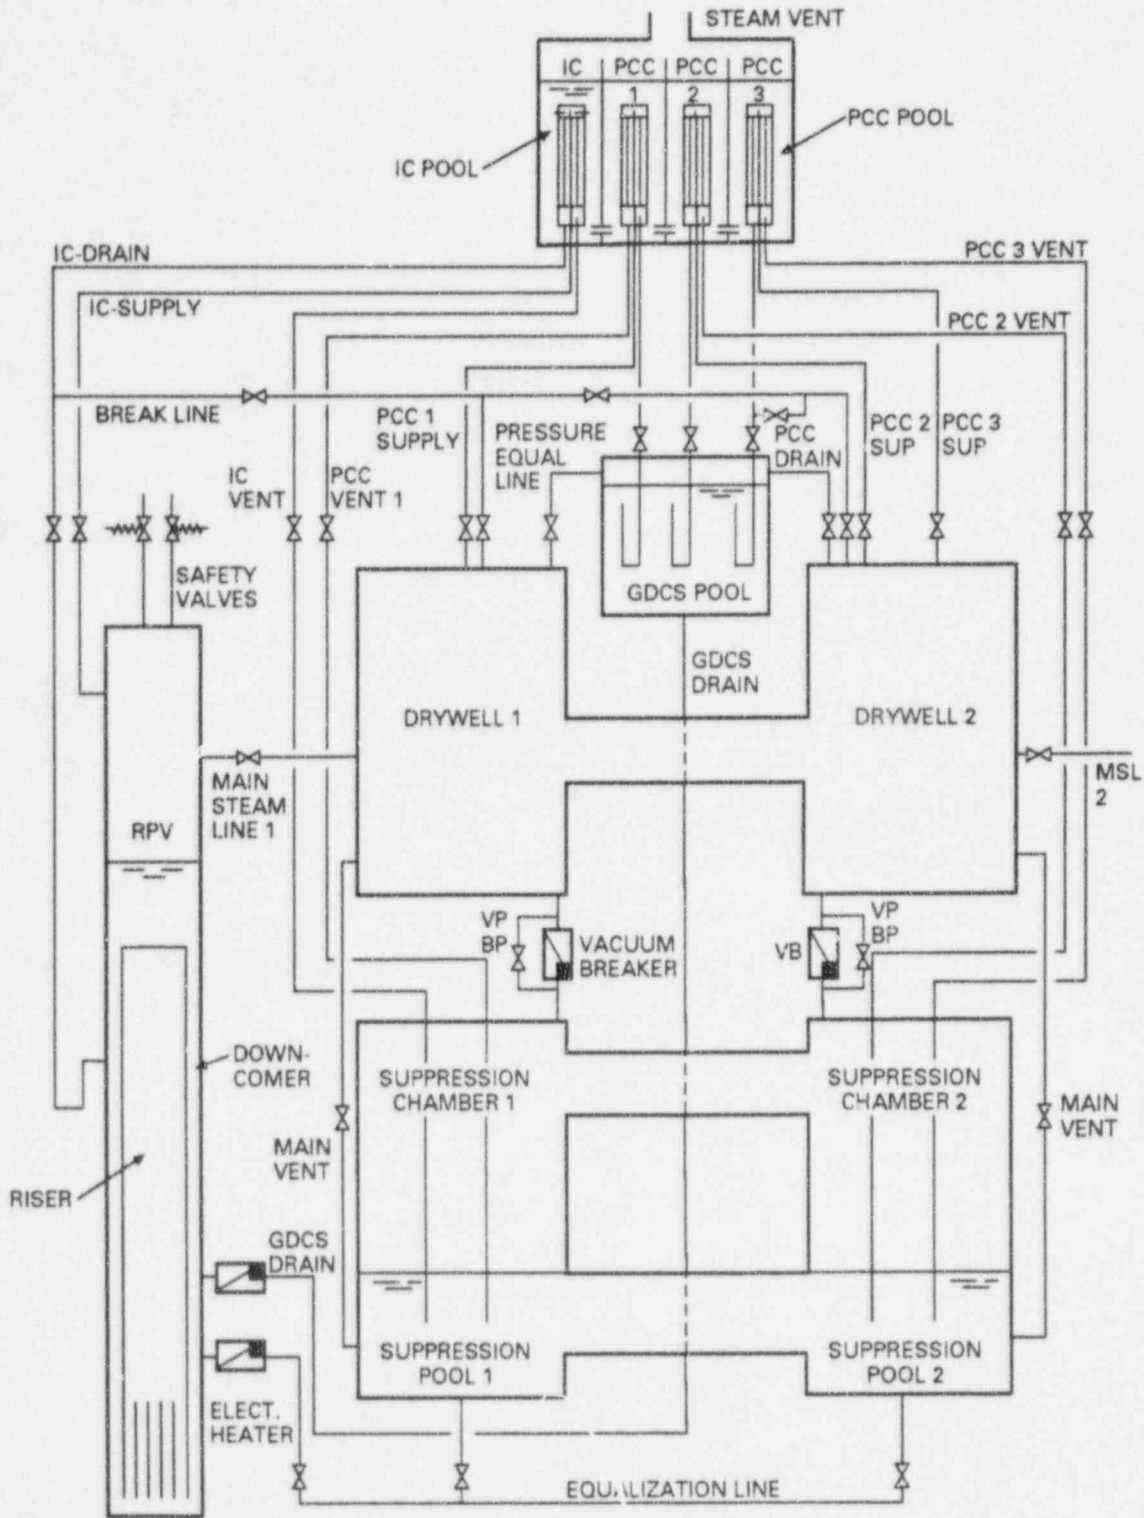 STEAM VENT
IC PCC PCC PCC
1 2 3
PCC POOL
IC POOL
IC-DRAIN
PCC 3 VENT
IC-SUPPLY
PCC 2 VENT
BREAK LINE
PCC 1
SUPPLY
PRESSURE
EQUAL
LINE
PCC
DRAIN
PCC 2
SUP
PCC 3
SUP
IC
VENT
PCC
VENT 1
SAFETY
VALVES
GDCS POOL
GDCS
DRAIN
DRYWELL 1
DRYWELL 2
MAIN
STEAM
LINE 1
MSL
2
RPV
VP
BP
VACUUM
BREAKER
VB
VP
BP
DOWN-
COMER
SUPPRESSION
CHAMBER 1
SUPPRESSION
CHAMBER 2
MAIN
VENT
MAIN
VENT
RISER
GDCS
DRAIN
SUPPRESSION
POOL 1
SUPPRESSION
POOL 2
ELECT.
HEATER
EQUALIZATION LINE